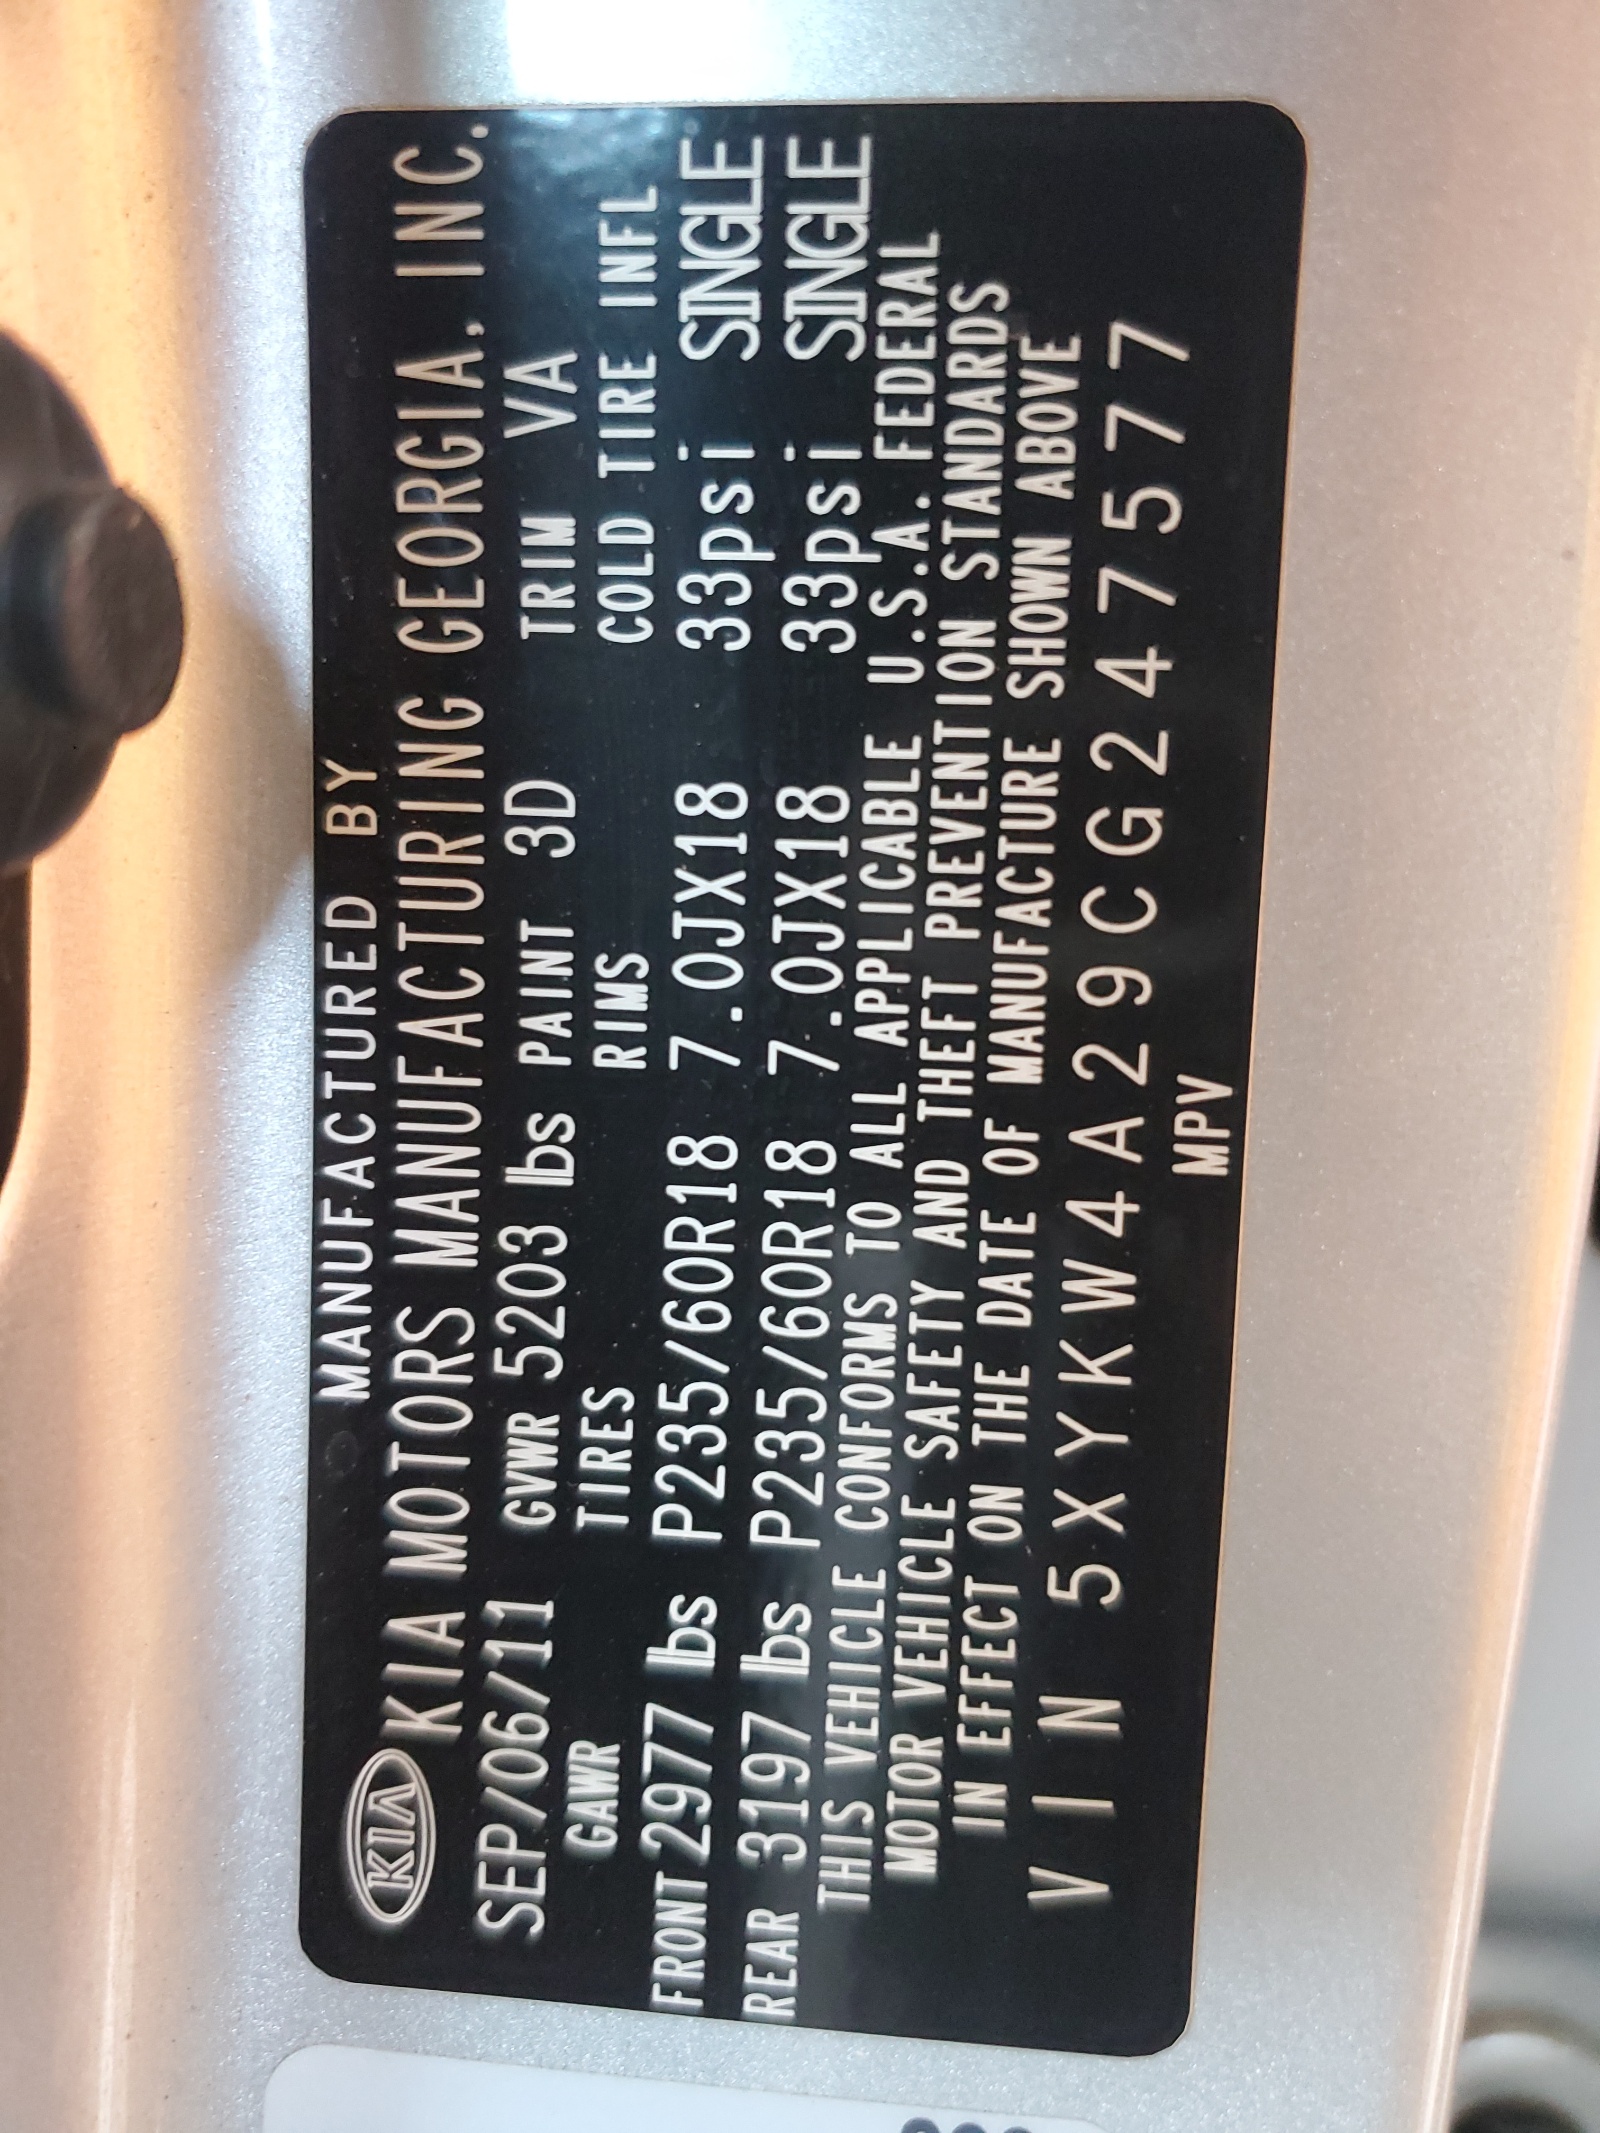 MANUFACTURED BY
KIA KIA MOTORS MANUFACTURING GEORGIA, INC.
SEP/06/11 GVWR 5203 lbs PAINT 3D TRIM VA
GAWR TIRES RIMS COLD TIRE INFL
FRONT 2977 lbs P235/60R18 7.0JX18 33psi SINGLE
REAR 3197 lbs P235/60R18 7.0JX18 33psi SINGLE
THIS VEHICLE CONFORMS TO ALL APPLICABLE U.S.A. FEDERAL
MOTOR VEHICLE SAFETY AND THEFT PREVENTION STANDARDS
IN EFFECT ON THE DATE OF MANUFACTURE SHOWN ABOVE
VIN 5XYKW4A29CG247577
MPV